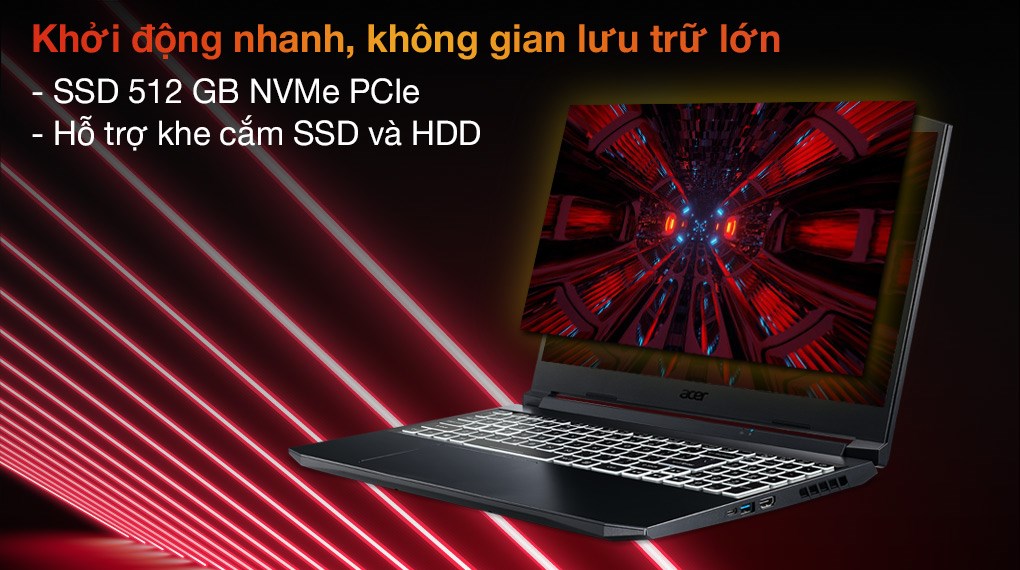 Khởi động nhanh, không gian lưu trữ lớn
- SSD 512 GB NVMe PCIe
- Hỗ trợ khe cắm SSD và HDD
acer